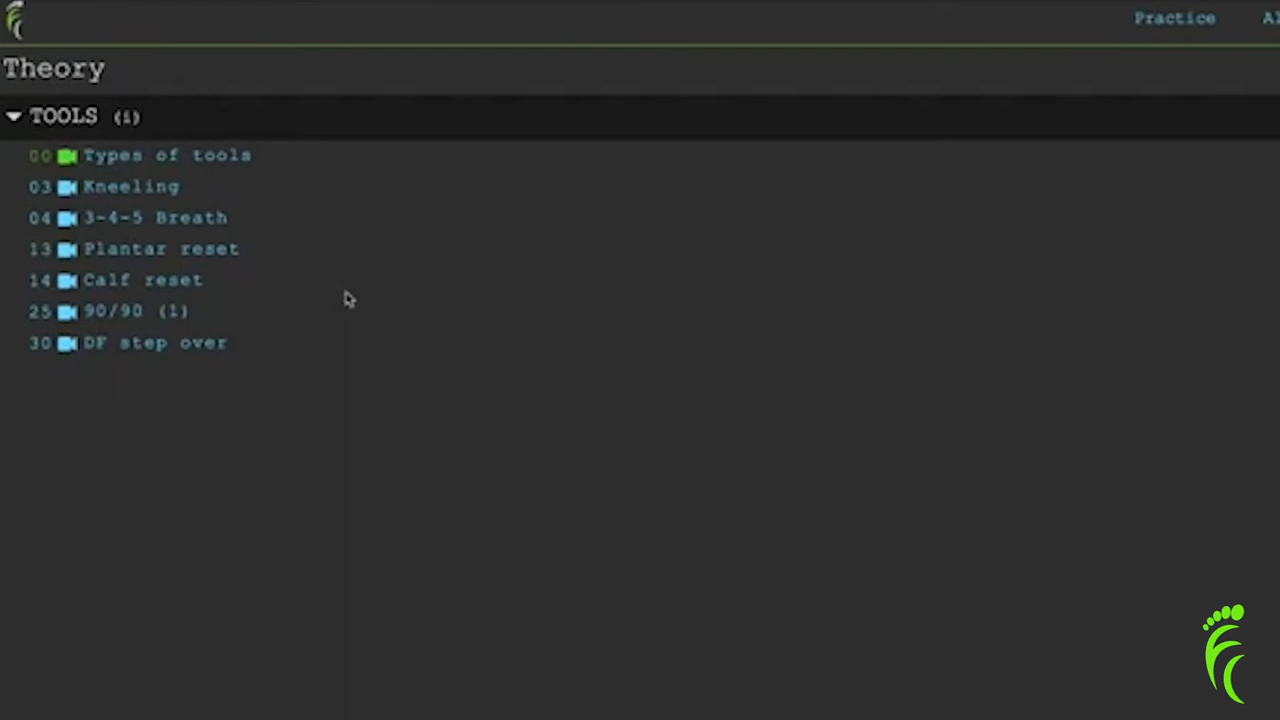 Practice
Theory
TOOLS (i)
00 Types of tools
03 Kneeling
04 3-4-5 Breath
13 Plantar reset
14 Calf reset
25 90/90 (1)
30 DF step over